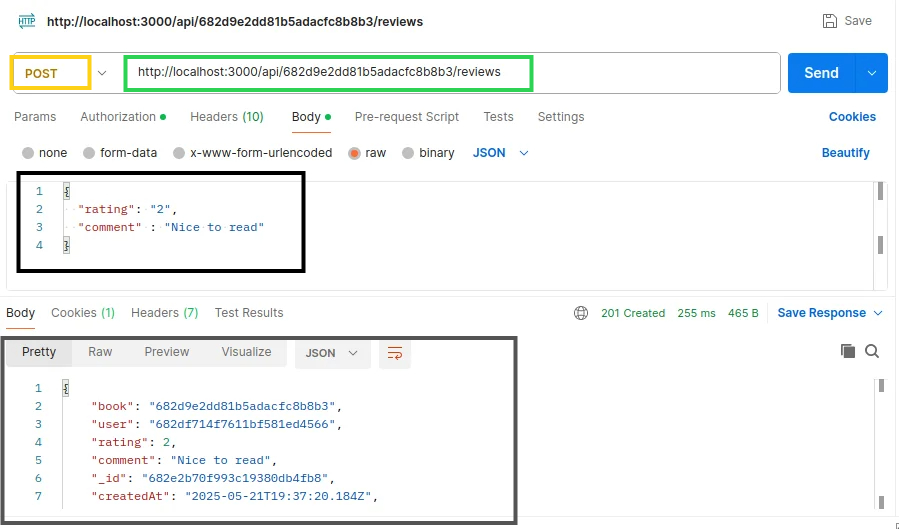 HTTP http://localhost:3000/api/682d9e2dd81b5adacfc8b8b3/reviews Save
POST http://localhost:3000/api/682d9e2dd81b5adacfc8b8b3/reviews Send
Params Authorization Headers (10) Body Pre-request Script Tests Settings Cookies
none form-data x-www-form-urlencoded raw binary JSON Beautify
1 {
2 "rating": "2",
3 "comment" : "Nice to read"
4 }
Body Cookies (1) Headers (7) Test Results 201 Created 255 ms 465 B Save Response
Pretty Raw Preview Visualize JSON
1 {
2 "book": "682d9e2dd81b5adacfc8b8b3",
3 "user": "682df714f7611bf581ed4566",
4 "rating": 2,
5 "comment": "Nice to read",
6 "_id": "682e2b70f993c19380db4fb8",
7 "createdAt": "2025-05-21T19:37:20.184Z",